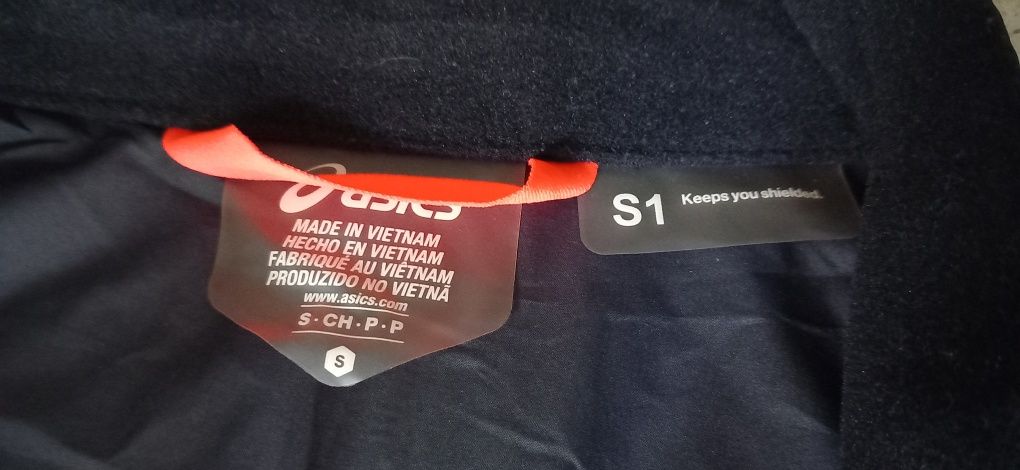 asics
MADE IN VIETNAM
HECHO EN VIETNAM
FABRIQUÉ AU VIÊTNAM
PRODUZIDO NO VIETNÃ
www.asics.com
S·CH·P·P
S
S1 Keeps you shielded.